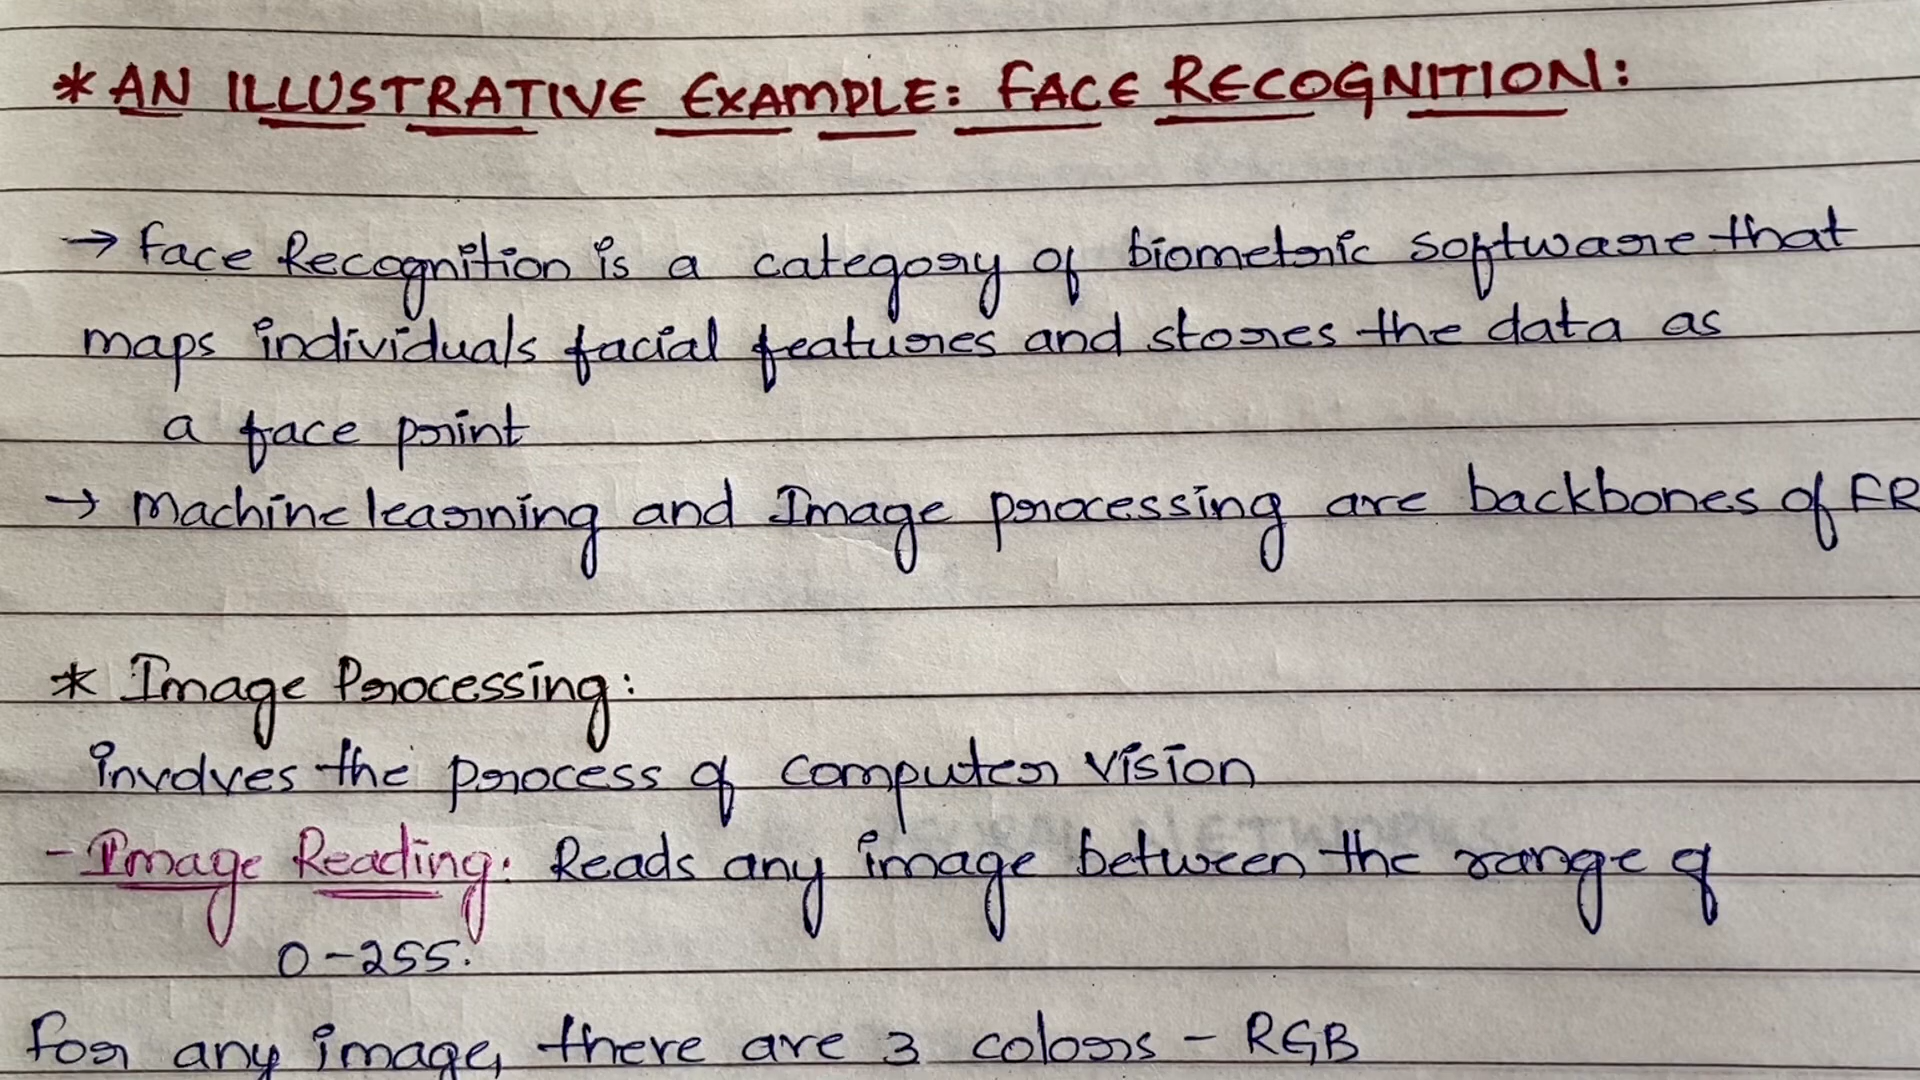 * AN ILLUSTRATIVE EXAMPLE: FACE RECOGNITION:
→ Face Recognition is a category of biometric software that
maps individuals facial features and stores the data as
a face print
→ Machine learning and Image processing are backbones of FR
* Image Processing:
involves the process of computer vision
- Image Reading: Reads any image between the range of
0-255.
For any image, there are 3 colors - RGB